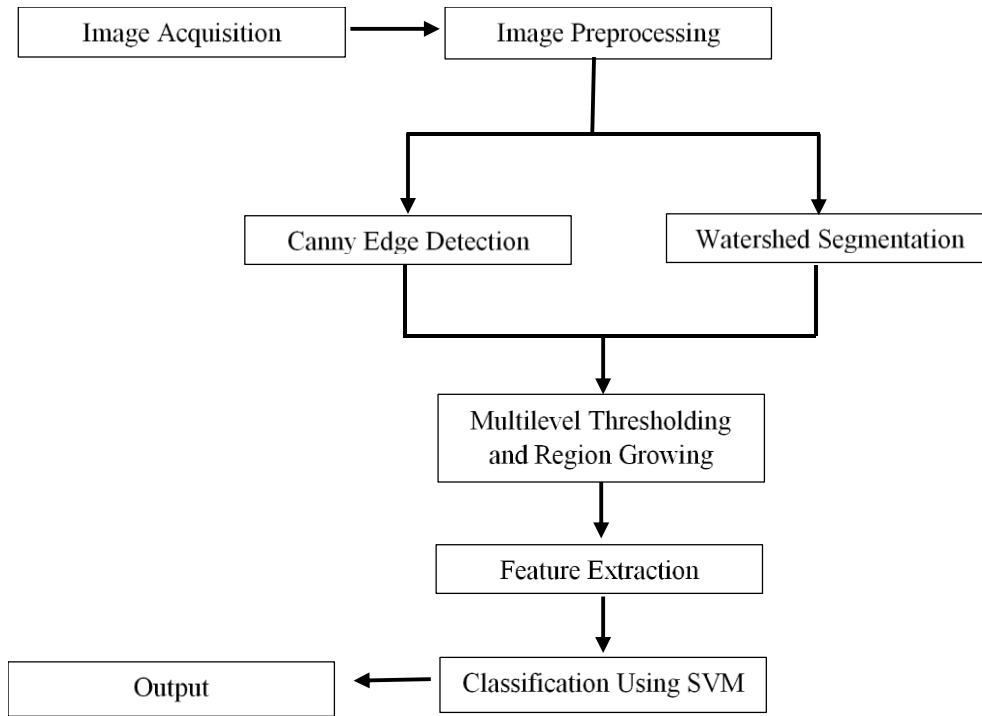 Image Acquisition
Image Preprocessing
Canny Edge Detection
Watershed Segmentation
Multilevel Thresholding
and Region Growing
Feature Extraction
Classification Using SVM
Output